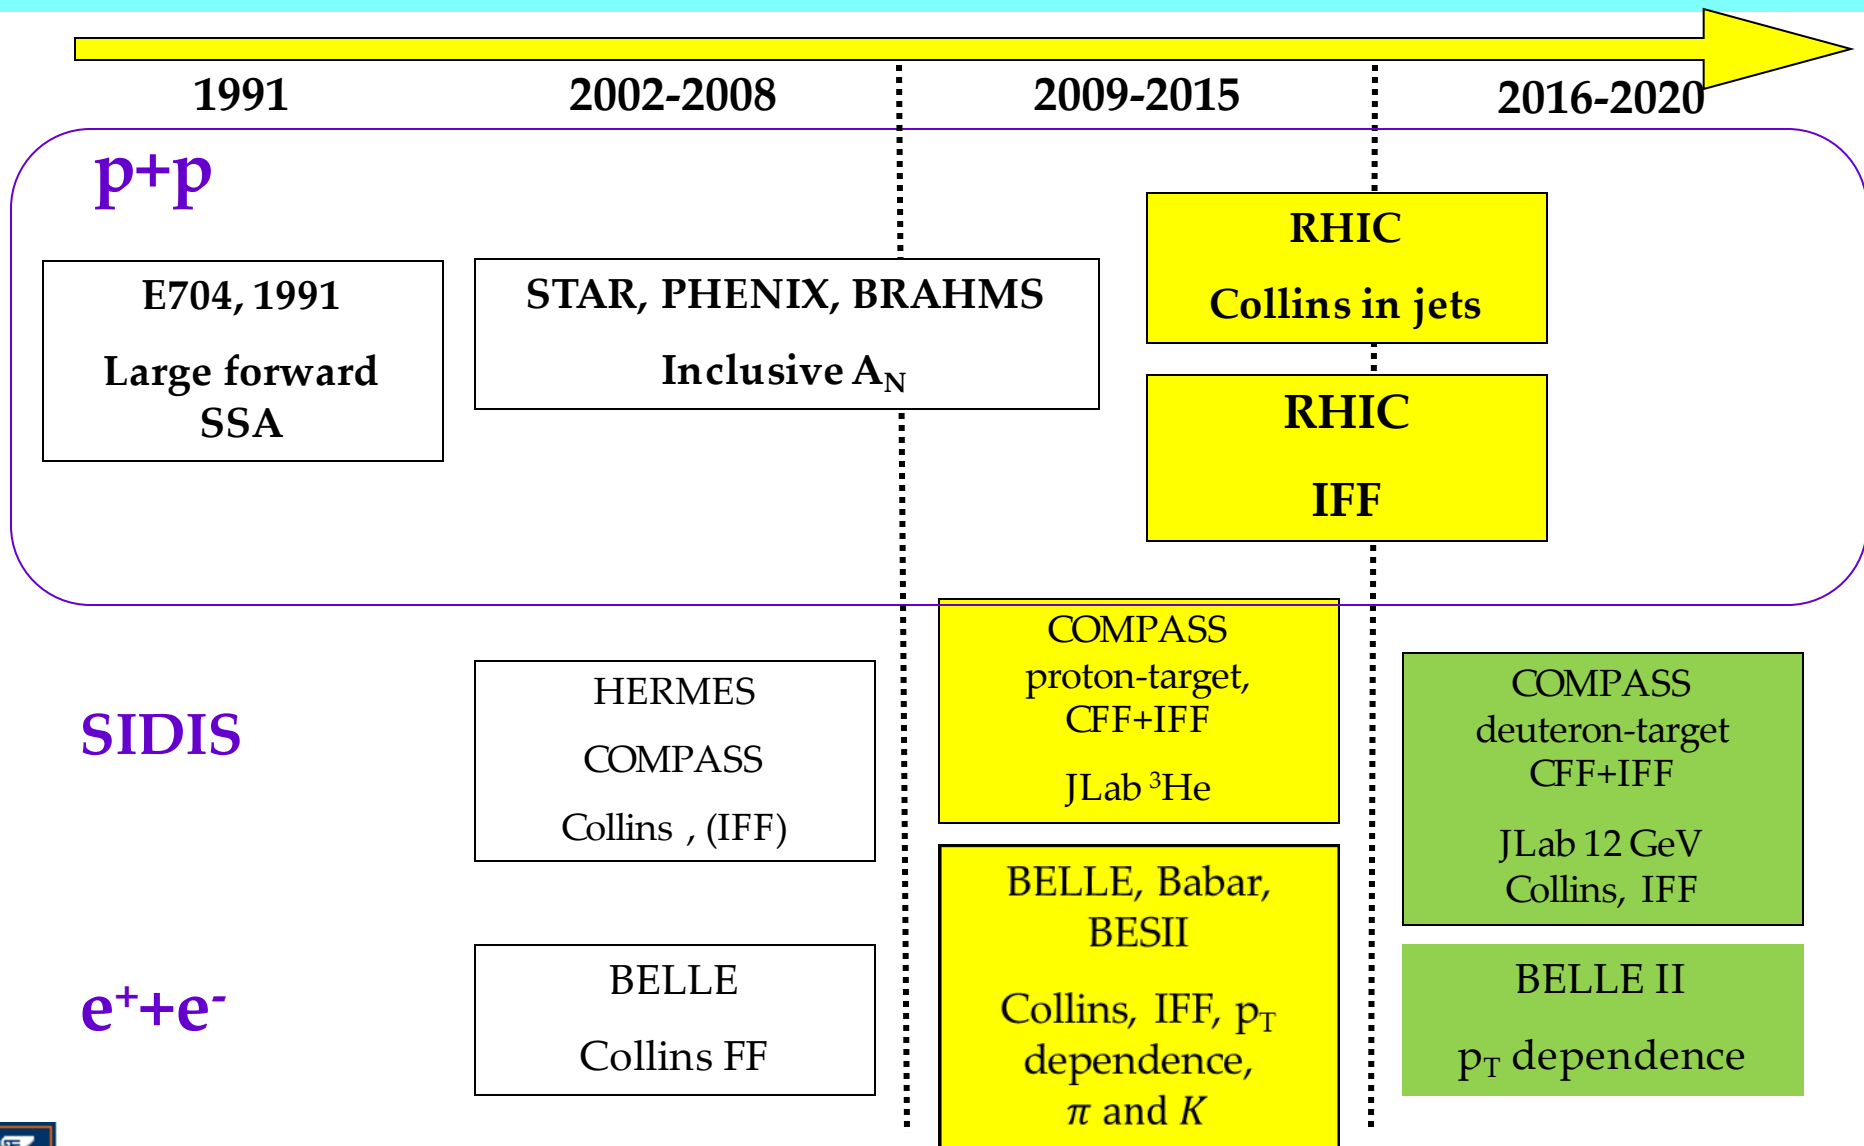 1991
2002-2008
2009-2015
2016-2020
p+p
E704, 1991
Large forward
SSA
STAR, PHENIX, BRAHMS
Inclusive A_N
RHIC
Collins in jets
RHIC
IFF
SIDIS
HERMES
COMPASS
Collins , (IFF)
COMPASS
proton-target,
CFF+IFF
JLab ³He
COMPASS
deuteron-target
CFF+IFF
JLab 12 GeV
Collins, IFF
e⁺+e⁻
BELLE
Collins FF
BELLE, Babar,
BESII
Collins, IFF, p_T
dependence,
π and K
BELLE II
p_T dependence